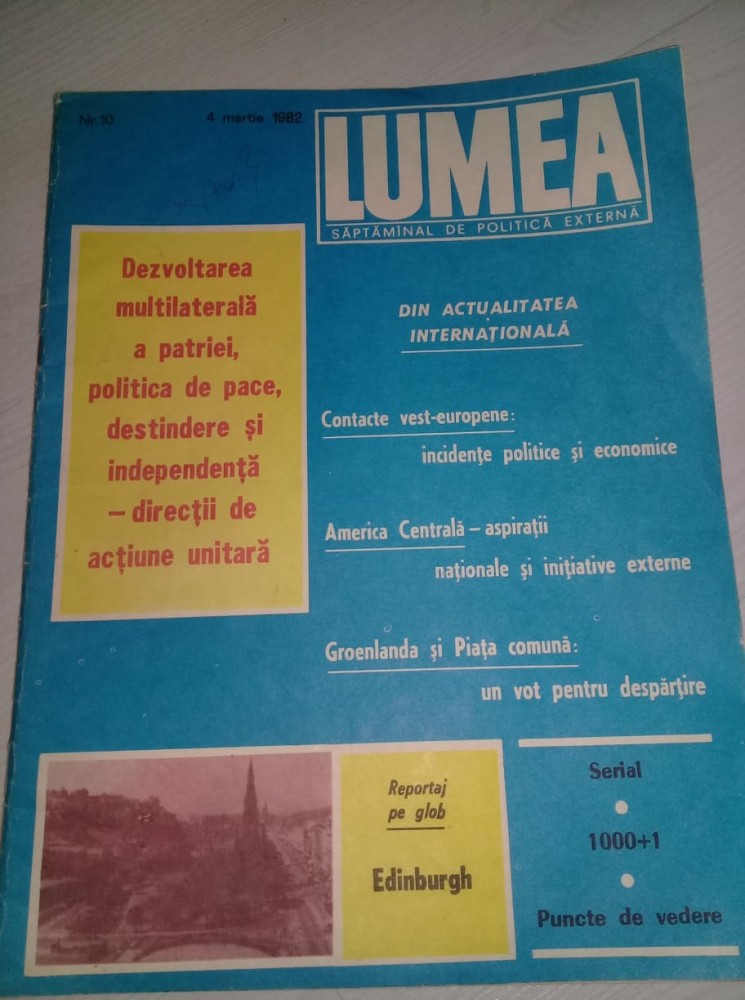 Nr.10
4 martie 1982
LUMEA
SĂPTĂMÎNAL DE POLITICĂ EXTERNĂ
Dezvoltarea
multilaterală
a patriei,
politica de pace,
destindere și
independență
– direcții de
acțiune unitară
DIN ACTUALITATEA
INTERNAȚIONALĂ
Contacte vest-europene:
incidențe politice și economice
America Centrală – aspirații
naționale și inițiative externe
Groenlanda și Piața comună:
un vot pentru despărțire
Reportaj
pe glob
Edinburgh
Serial
1000+1
Puncte de vedere